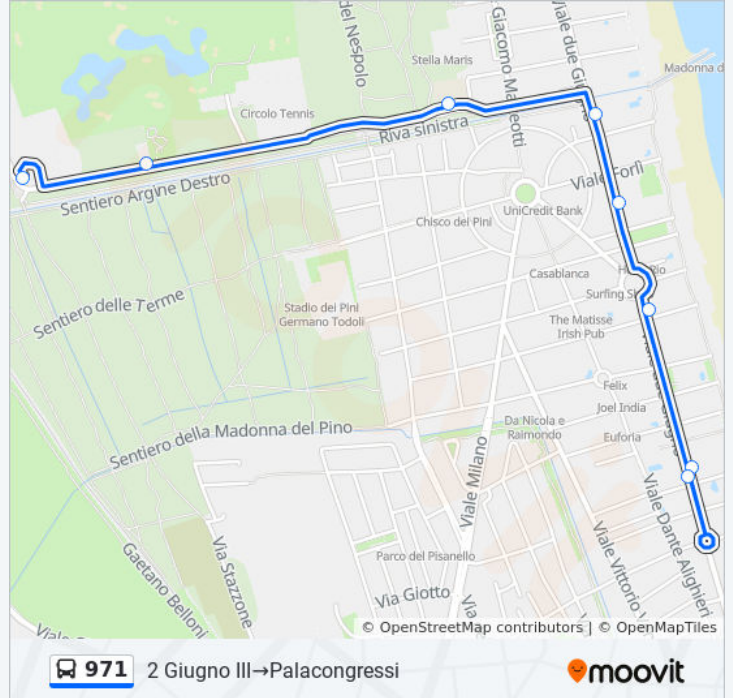 del Nespolo
Giacomo Matteotti
Viale due Giugno
Stella Maris
Madonna d
Circolo Tennis
Riva sinistra
Viale Forlì
Sentiero Argine Destro
UniCredit Bank
Chisco dei Pini
Casablanca
Surfing
Sentiero delle Terme
Stadio dei Pini
Germano Todoli
The Matisse
Irish Pub
Felix
Joel India
Da Nicola e
Raimondo
Euforia
Sentiero della Madonna del Pino
Viale Milano
Viale Dante Alighieri
Gaetano Belloni
Via Stazzone
Parco del Pisanello
Viale Vittorio V
Via Giotto
Via
© OpenStreetMap contributors | © OpenMapTiles
971 2 Giugno III→Palacongressi
moovit